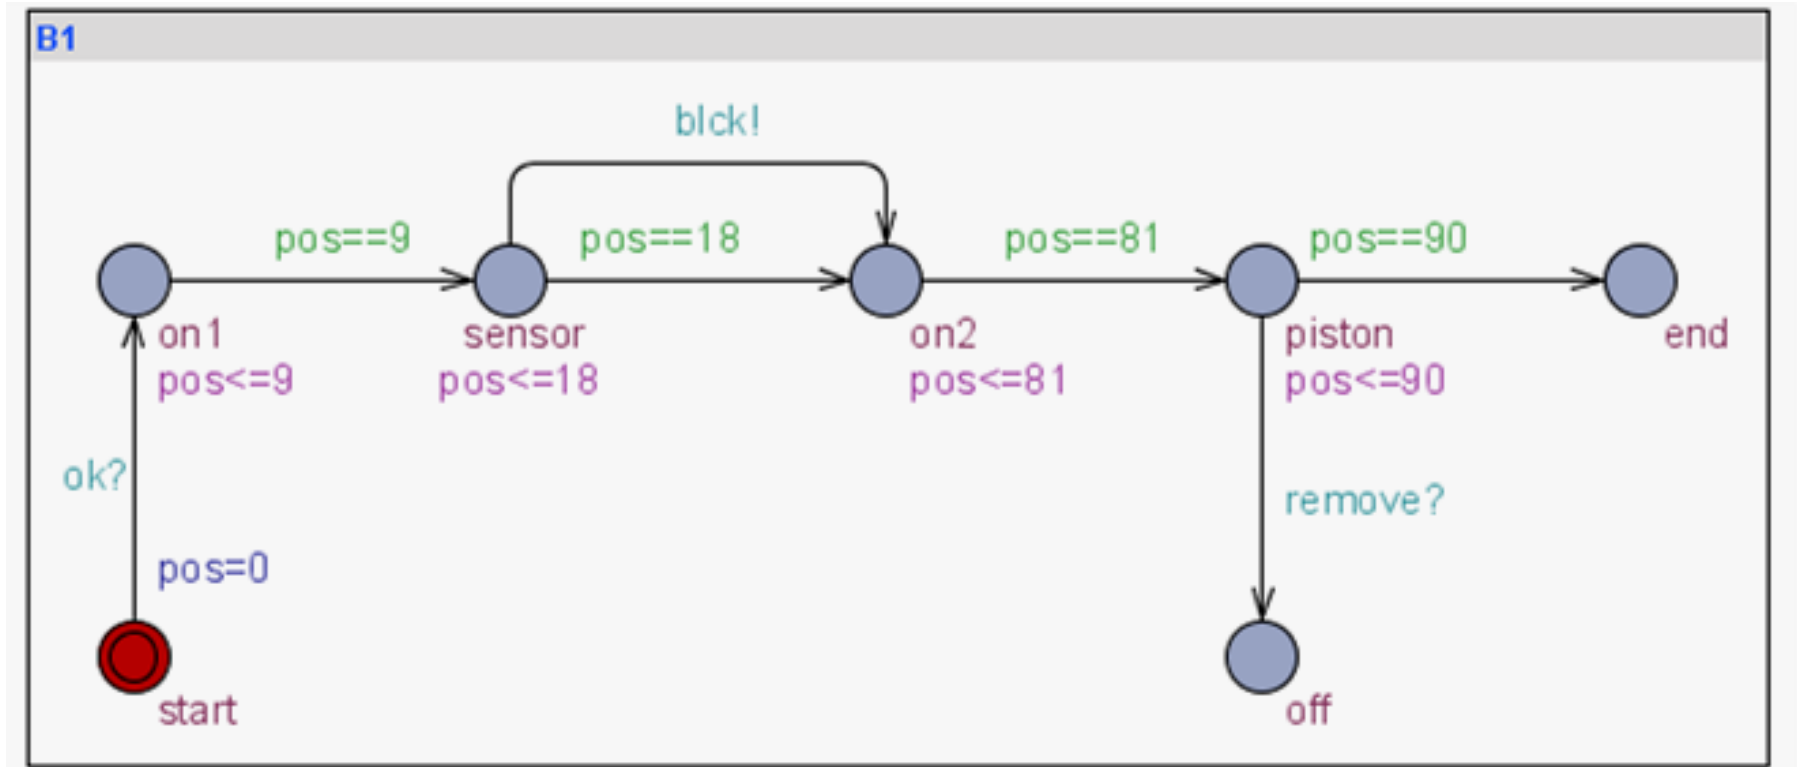 B1
blck!
pos==9
pos==18
pos==81
pos==90
on1
sensor
on2
piston
end
pos<=9
pos<=18
pos<=81
pos<=90
ok?
remove?
pos=0
start
off